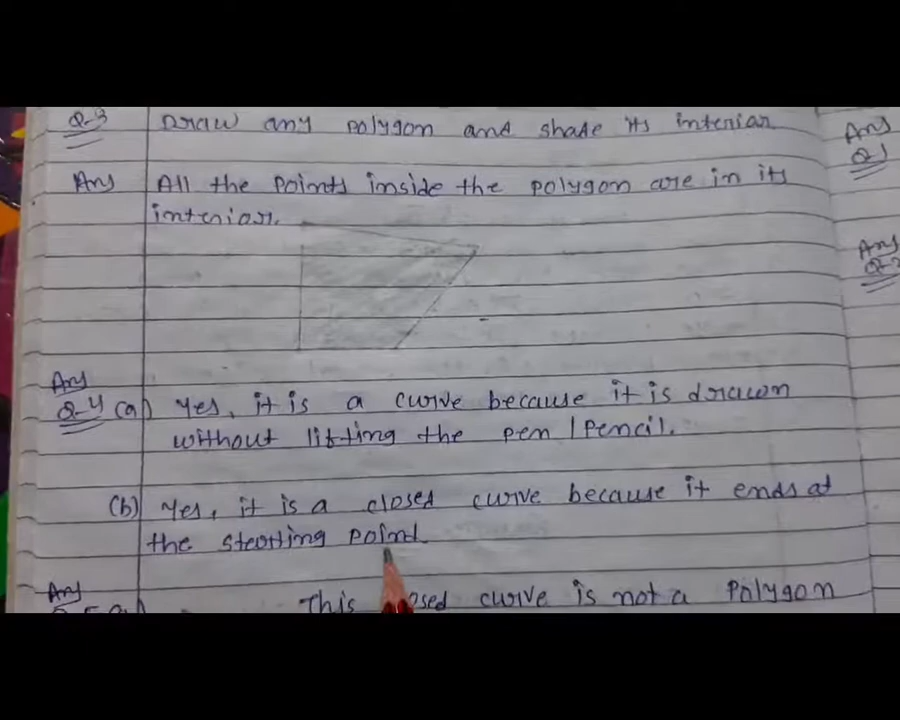 Q-3 Draw any polygon and shade its interior
Ans All the points inside the polygon are in its
interior.
Ans
Q-4 (a) Yes, it is a curve because it is drawn
without lifting the pen / Pencil.
(b) Yes, it is a closed curve because it ends at
the starting point
Ans
This closed curve is not a Polygon
Ans
Q1
Ans